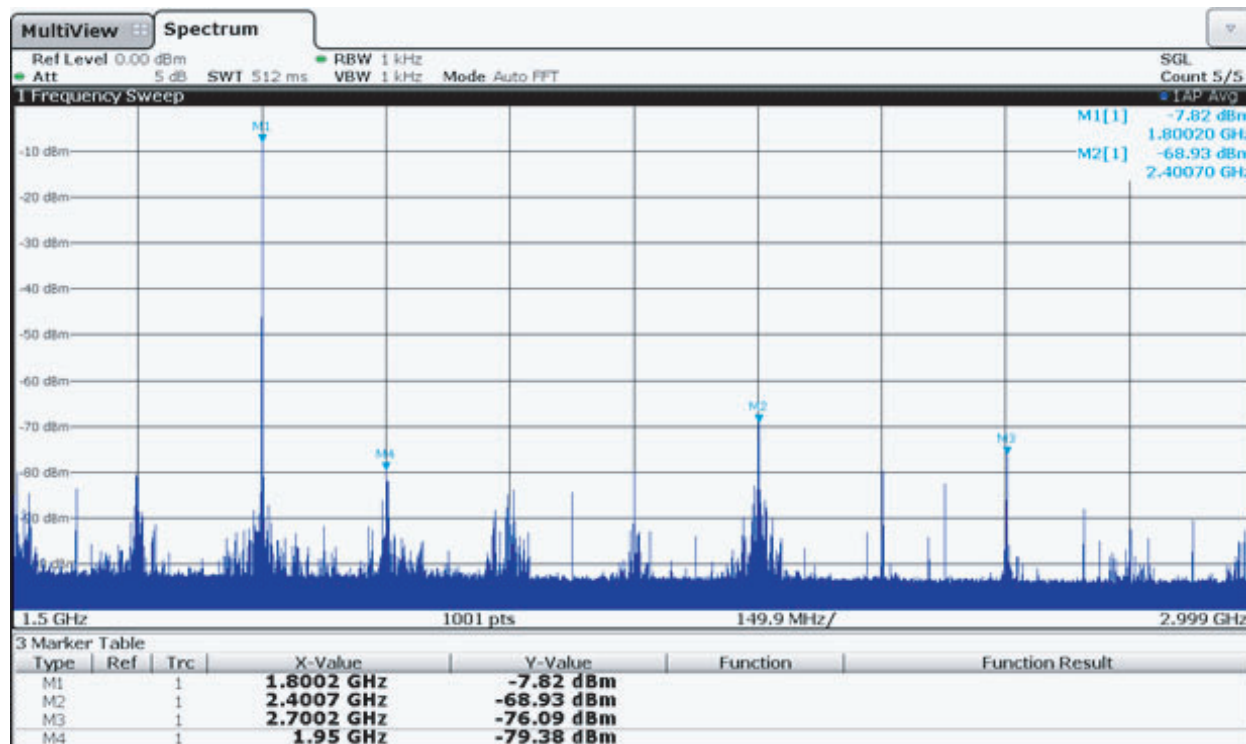 MultiView Spectrum
Ref Level 0.00 dBm RBW 1 kHz SGL
Att 5 dB SWT 512 ms VBW 1 kHz Mode Auto FFT Count 5/5
1 Frequency Sweep 1AP Avg
M1[1] -7.82 dBm
1.80020 GHz
M2[1] -68.93 dBm
2.40070 GHz
M1
-10 dBm
-20 dBm
-30 dBm
-40 dBm
-50 dBm
-60 dBm
M2
-70 dBm
M3
M4
-80 dBm
1.5 GHz 1001 pts 149.9 MHz/ 2.999 GHz
3 Marker Table
Type Ref Trc X-Value Y-Value Function Function Result
M1 1 1.8002 GHz -7.82 dBm
M2 1 2.4007 GHz -68.93 dBm
M3 1 2.7002 GHz -76.09 dBm
M4 1 1.95 GHz -79.38 dBm